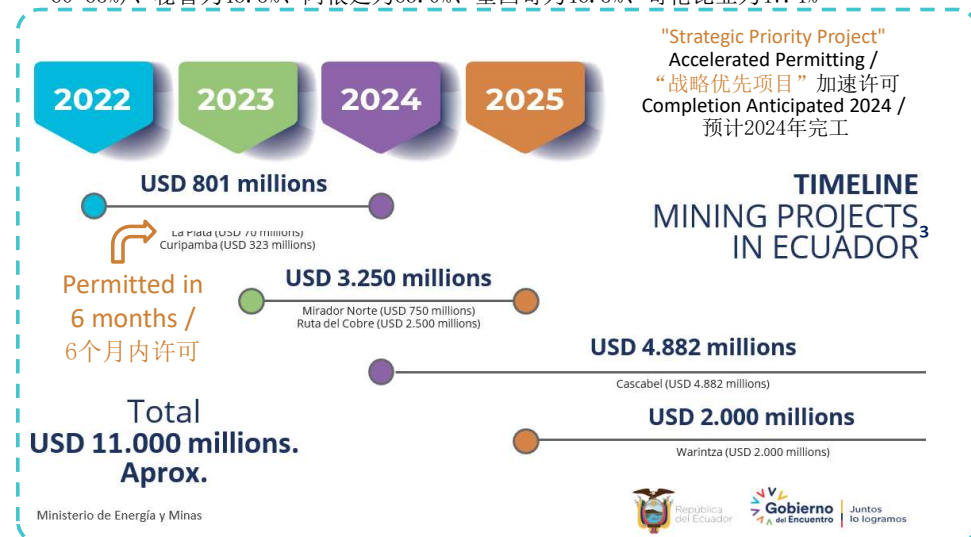 2022
2023
2024
2025
"Strategic Priority Project"
Accelerated Permitting /
“战略优先项目”加速许可
Completion Anticipated 2024 /
预计2024年完工
USD 801 millions
La Plata (USD 70 millions)
Curipamba (USD 323 millions)
TIMELINE
MINING PROJECTS
IN ECUADOR³
Permitted in
6 months /
6个月内许可
USD 3.250 millions
Mirador Norte (USD 750 millions)
Ruta del Cobre (USD 2.500 millions)
USD 4.882 millions
Cascabel (USD 4.882 millions)
Total
USD 11.000 millions.
Aprox.
USD 2.000 millions
Warintza (USD 2.000 millions)
Ministerio de Energía y Minas
República
del Ecuador
Gobierno
del Encuentro
Juntos
lo logramos